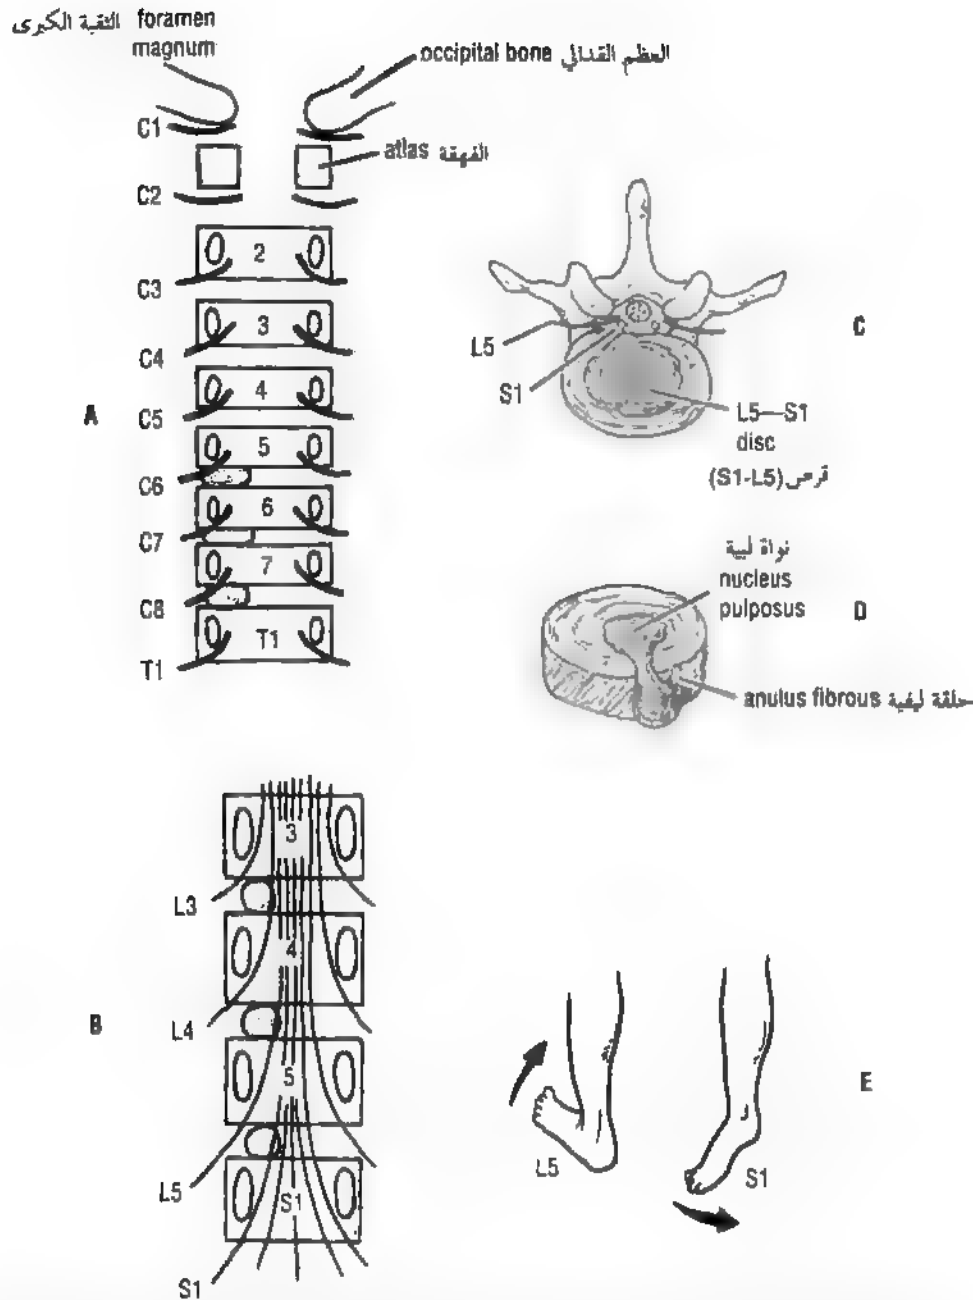 الثقبة الكبرى foramen
magnum
occipital bone العظم القذالي
C1
atlas الفهقة
C2
2
C3
3
C4
4
C5
A
5
C6
6
C7
7
C8
T1
T1
L5
S1
C
L5—S1
disc
قرص (S1-L5)
نواة لبية
nucleus
pulposus
D
anulus fibrous حلقة ليفية
3
L3
4
B
L4
5
L5
S1
S1
L5
S1
E